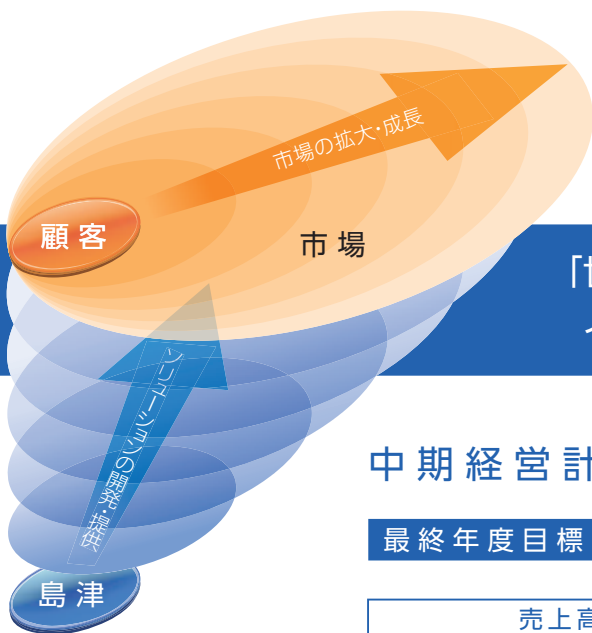 市場の拡大・成長
顧客
市場
ソリューションの開発・提供
島津
中期経営計
最終年度目標
売上高